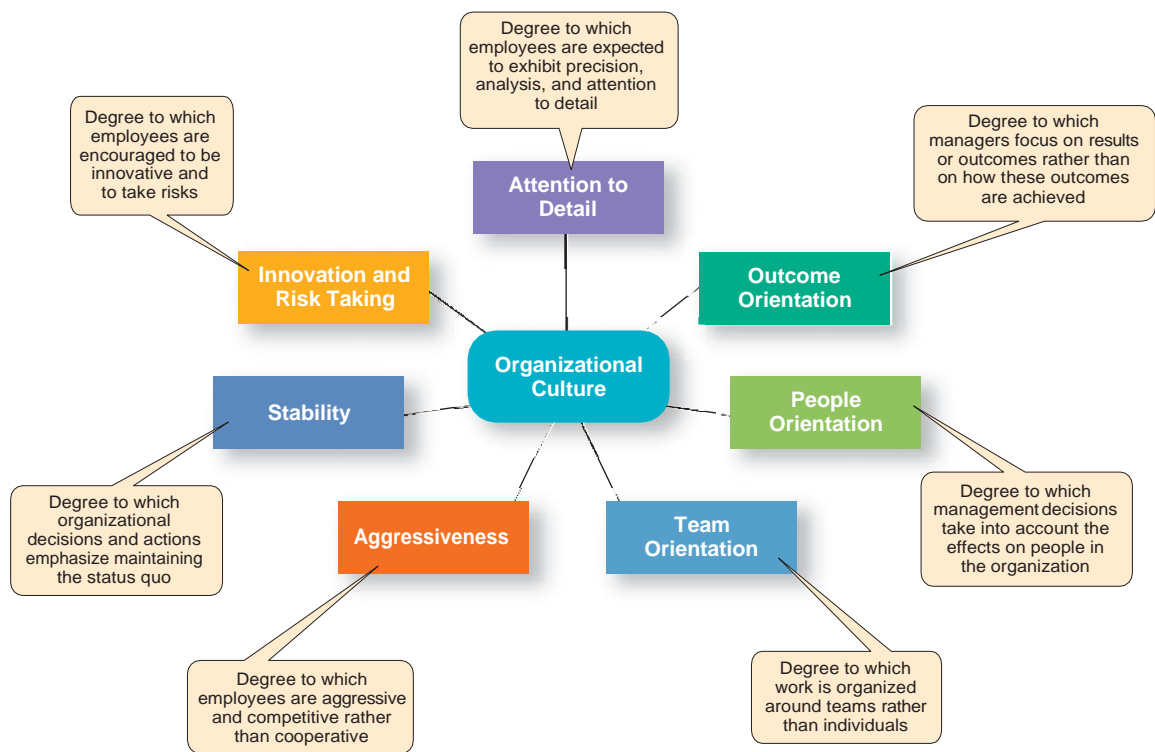 Degree to which
employees are expected
to exhibit precision,
analysis, and attention
to detail
Degree to which
employees are
encouraged to be
innovative and
to take risks
Degree to which
managers focus on results
or outcomes rather than
on how these outcomes
are achieved
Attention to
Detail
Innovation and
Risk Taking
Outcome
Orientation
Organizational
Culture
Stability
People
Orientation
Degree to which
organizational
decisions and actions
emphasize maintaining
the status quo
Aggressiveness
Team
Orientation
Degree to which
management decisions
take into account the
effects on people in
the organization
Degree to which
employees are aggressive
and competitive rather
than cooperative
Degree to which
work is organized
around teams rather
than individuals